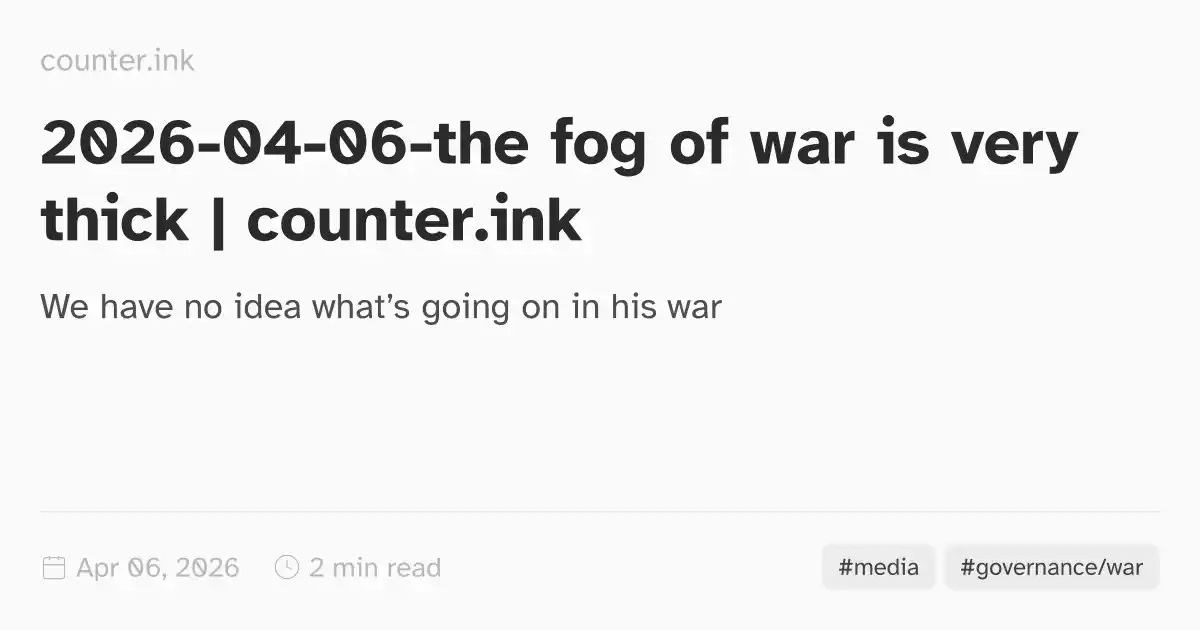 counter.ink
2026-04-06-the fog of war is very
thick | counter.ink
We have no idea what’s going on in his war
Apr 06, 2026
2 min read
#media
#governance/war